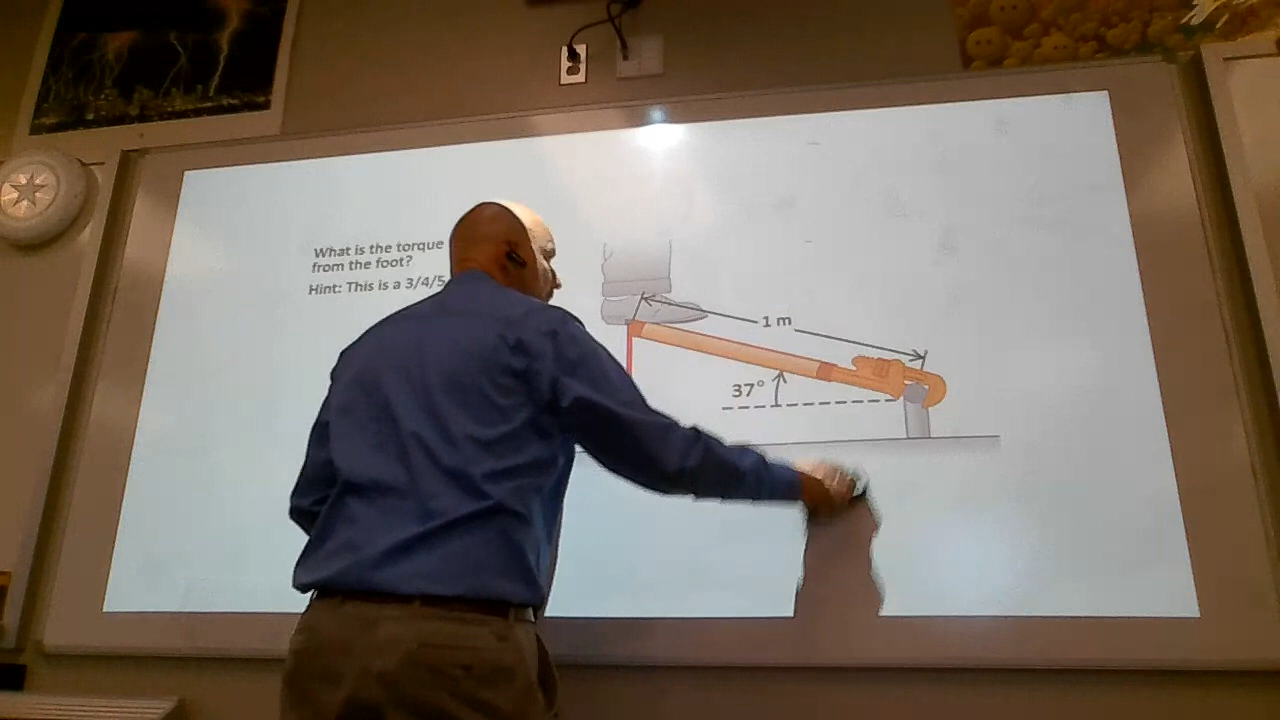 What is the torque
from the foot?
Hint: This is a 3/4/5
1 m
37°